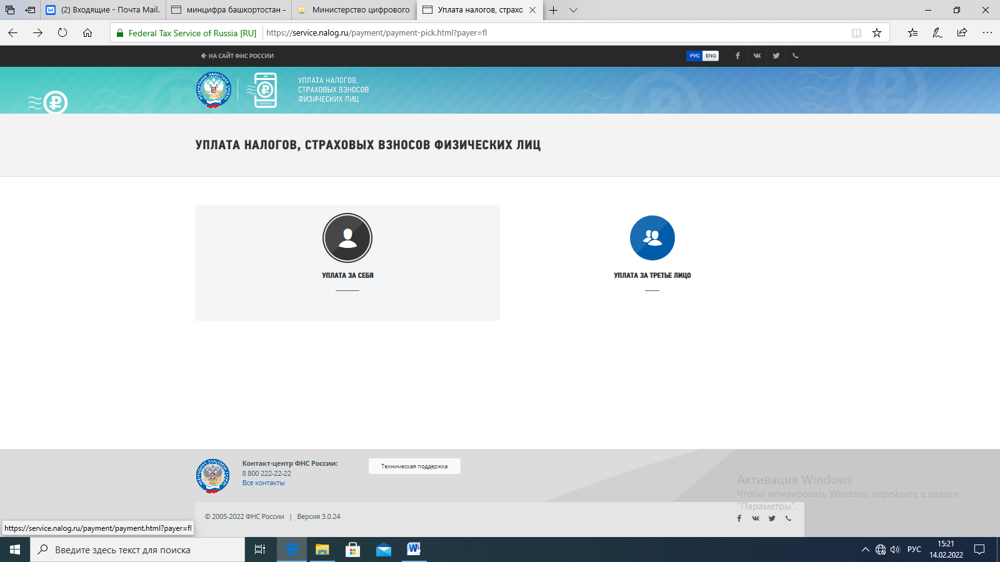 (2) Входящие - Почта Mail.
минцифра башкортостан –
Министерство цифрового
Уплата налогов, страхо
Federal Tax Service of Russia [RU]
https://service.nalog.ru/payment/payment-pick.html?payer=fl
НА САЙТ ФНС РОССИИ
РУС ENG
УПЛАТА НАЛОГОВ,
СТРАХОВЫХ ВЗНОСОВ
ФИЗИЧЕСКИХ ЛИЦ
УПЛАТА НАЛОГОВ, СТРАХОВЫХ ВЗНОСОВ ФИЗИЧЕСКИХ ЛИЦ
УПЛАТА ЗА СЕБЯ
УПЛАТА ЗА ТРЕТЬЕ ЛИЦО
Контакт-центр ФНС России:
8 800 222-22-22
Все контакты
Техническая поддержка
Активация Windows
Чтобы активировать Windows, перейдите в раздел
"Параметры".
© 2005-2022 ФНС России | Версия 3.0.24
https://service.nalog.ru/payment/payment.html?payer=fl
Введите здесь текст для поиска
РУС
15:21
14.02.2022